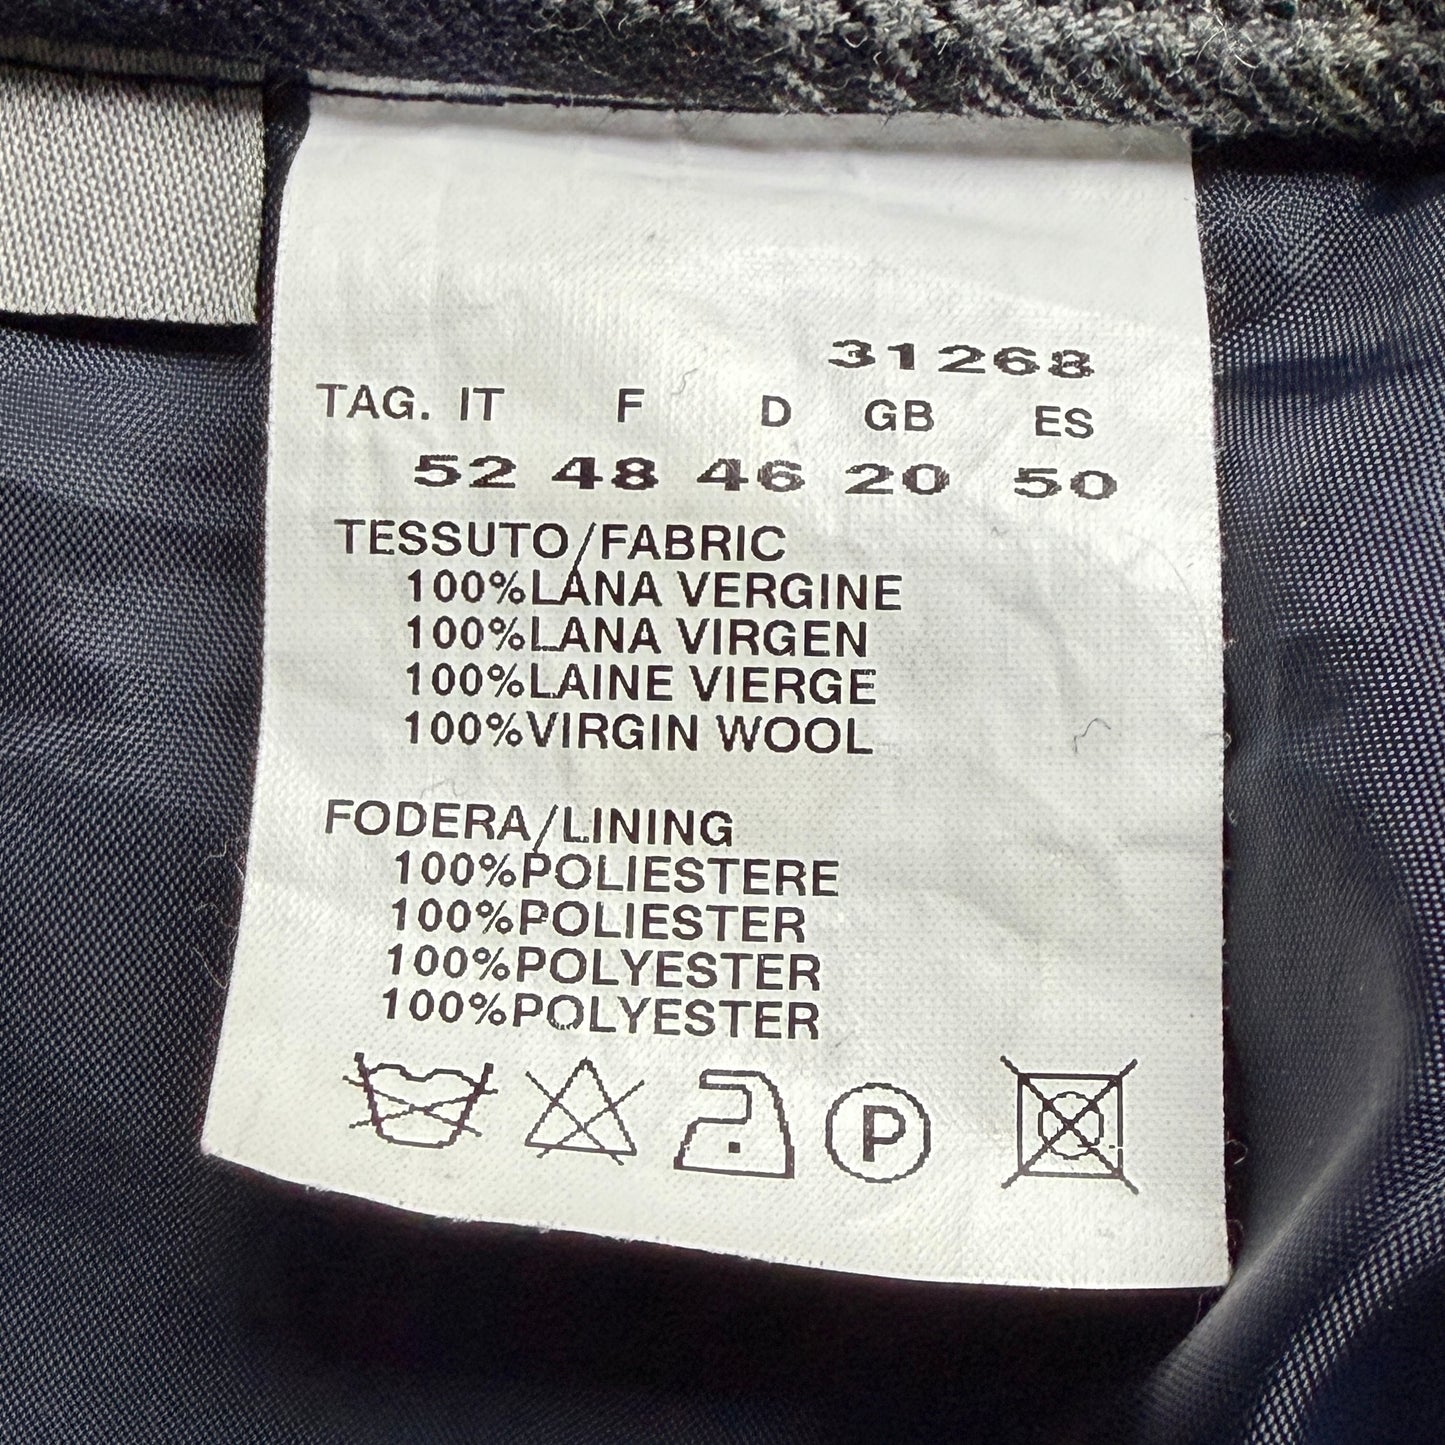 31268
TAG. IT F D GB ES
52 48 46 20 50
TESSUTO/FABRIC
100%LANA VERGINE
100%LANA VIRGEN
100%LAINE VIERGE
100%VIRGIN WOOL
FODERA/LINING
100%POLIESTERE
100%POLIESTER
100%POLYESTER
100%POLYESTER
P